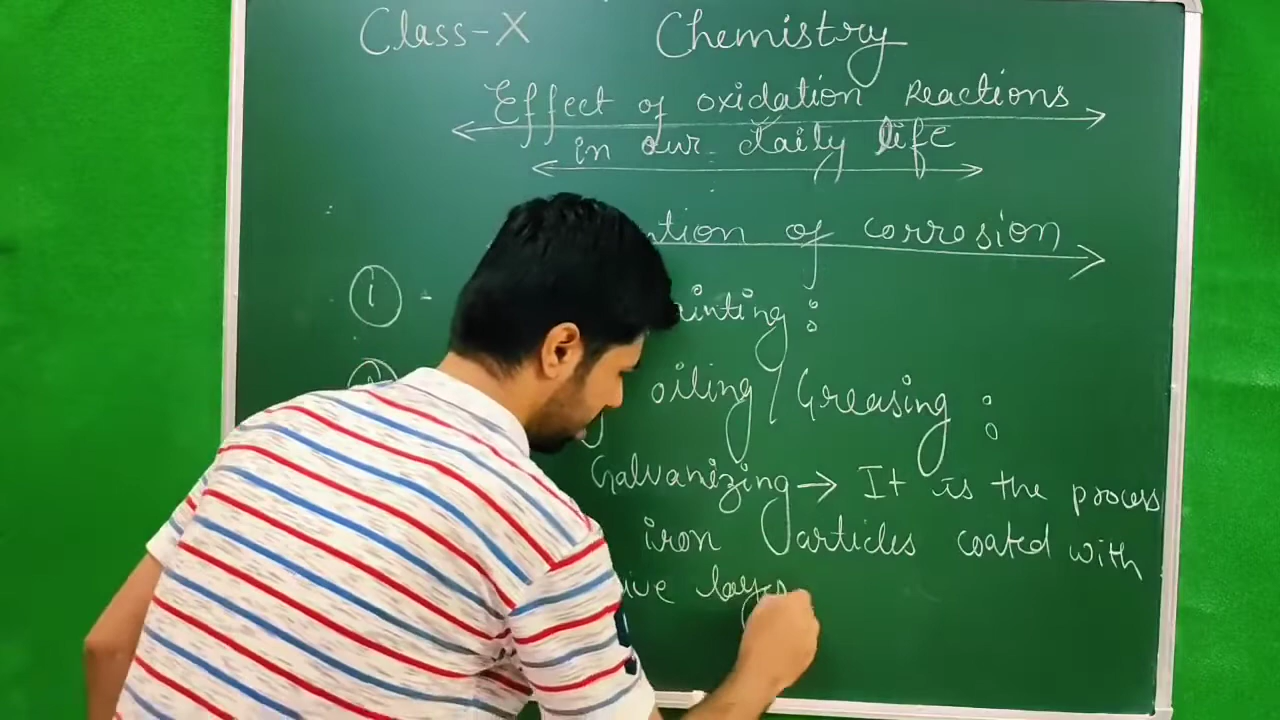 Class-X Chemistry
Effect of oxidation Reactions
in our daily life
ntion of corrosion
i -
inting :
oiling / Greasing :
Galvanizing → It is the process
iron articles coated with
ive layer